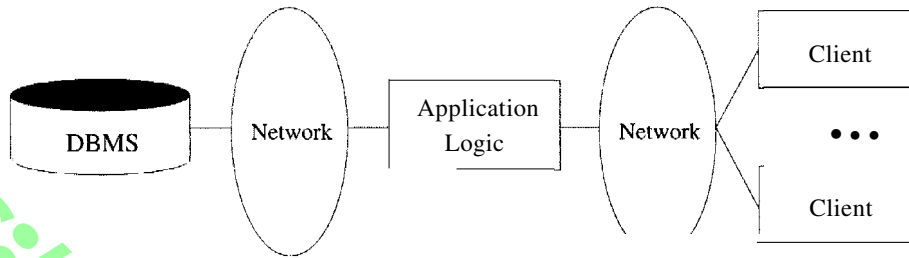 DBMS
Network
Application
Logic
Network
Client
• • •
Client